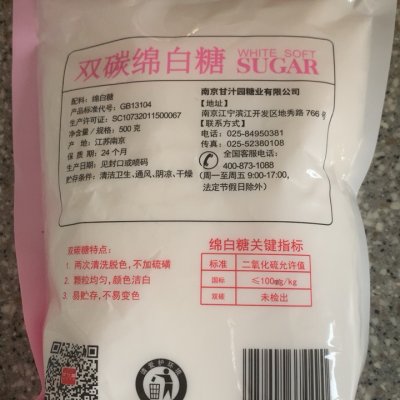 双碳绵白糖
WHITE SOFT
SUGAR
配料：绵白糖
产品标准代号：GB13104
生产许可证：SC10732011500067
净含量/规格：500克
产　地：江苏南京
保 质 期：24个月
生产日期：见封口或喷码
贮存条件：清洁卫生、通风、阴凉、干燥
南京甘汁园糖业有限公司
【地址】
南京江宁滨江开发区地秀路766号
【联系方式】
电话：025-84950381
传真：025-52380108
全国客服电话：
400-873-1088
（周一至周五 9:00-17:00,
法定节假日除外）
双碳糖特点：
1、两次清洗脱色，不加硫磺
2、颗粒均匀，颜色洁白
3、易贮存，不易变色
绵白糖关键指标
标准 二氧化硫允许值
国标 ≤100mg/kg
双碳 未检出